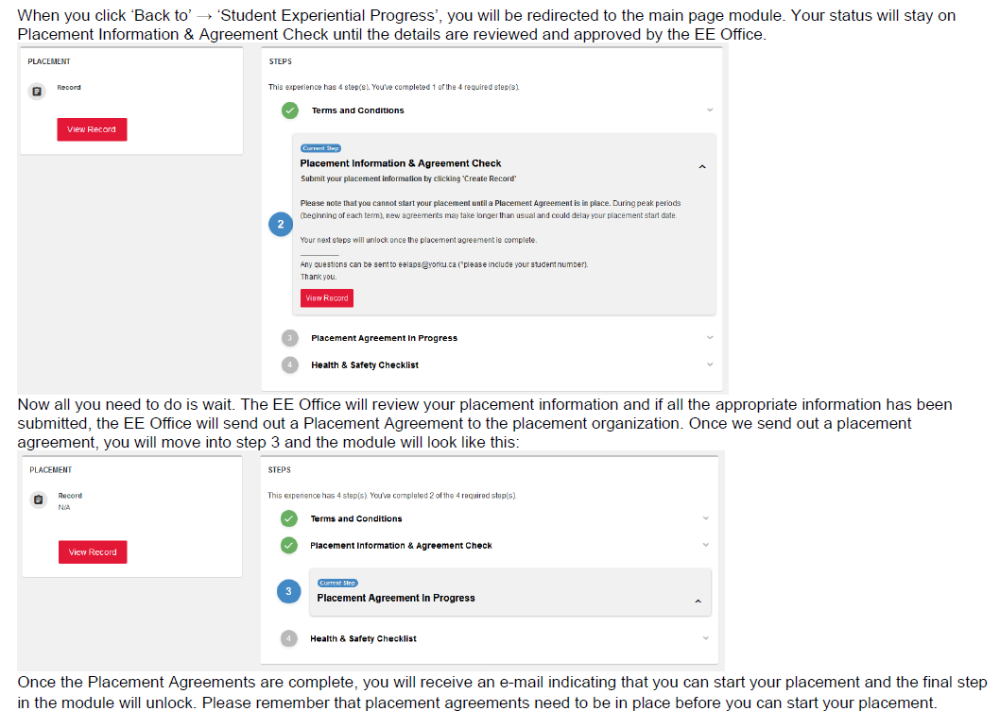 When you click ‘Back to’ → ‘Student Experiential Progress’, you will be redirected to the main page module. Your status will stay on
Placement Information & Agreement Check until the details are reviewed and approved by the EE Office.
PLACEMENT
Record
View Record
STEPS
This experience has 4 step(s). You've completed 1 of the 4 required step(s).
Terms and Conditions
Current Step
Placement Information & Agreement Check
Submit your placement information by clicking 'Create Record'
Please note that you cannot start your placement until a Placement Agreement is in place. During peak periods
(beginning of each term), new agreements may take longer than usual and could delay your placement start date.
2
Your next steps will unlock once the placement agreement is complete.
Any questions can be sent to eelaps@yorku.ca (*please include your student number).
Thank you.
View Record
3 Placement Agreement In Progress
4 Health & Safety Checklist
Now all you need to do is wait. The EE Office will review your placement information and if all the appropriate information has been
submitted, the EE Office will send out a Placement Agreement to the placement organization. Once we send out a placement
agreement, you will move into step 3 and the module will look like this:
PLACEMENT
Record
N/A
View Record
STEPS
This experience has 4 step(s). You've completed 2 of the 4 required step(s).
Terms and Conditions
Placement Information & Agreement Check
Current Step
3 Placement Agreement In Progress
4 Health & Safety Checklist
Once the Placement Agreements are complete, you will receive an e-mail indicating that you can start your placement and the final step
in the module will unlock. Please remember that placement agreements need to be in place before you can start your placement.